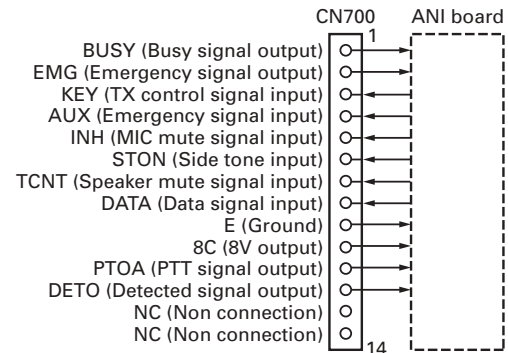 CN700 ANI board
1
BUSY (Busy signal output)
EMG (Emergency signal output)
KEY (TX control signal input)
AUX (Emergency signal input)
INH (MIC mute signal input)
STON (Side tone input)
TCNT (Speaker mute signal input)
DATA (Data signal input)
E (Ground)
8C (8V output)
PTOA (PTT signal output)
DETO (Detected signal output)
NC (Non connection)
NC (Non connection)
14